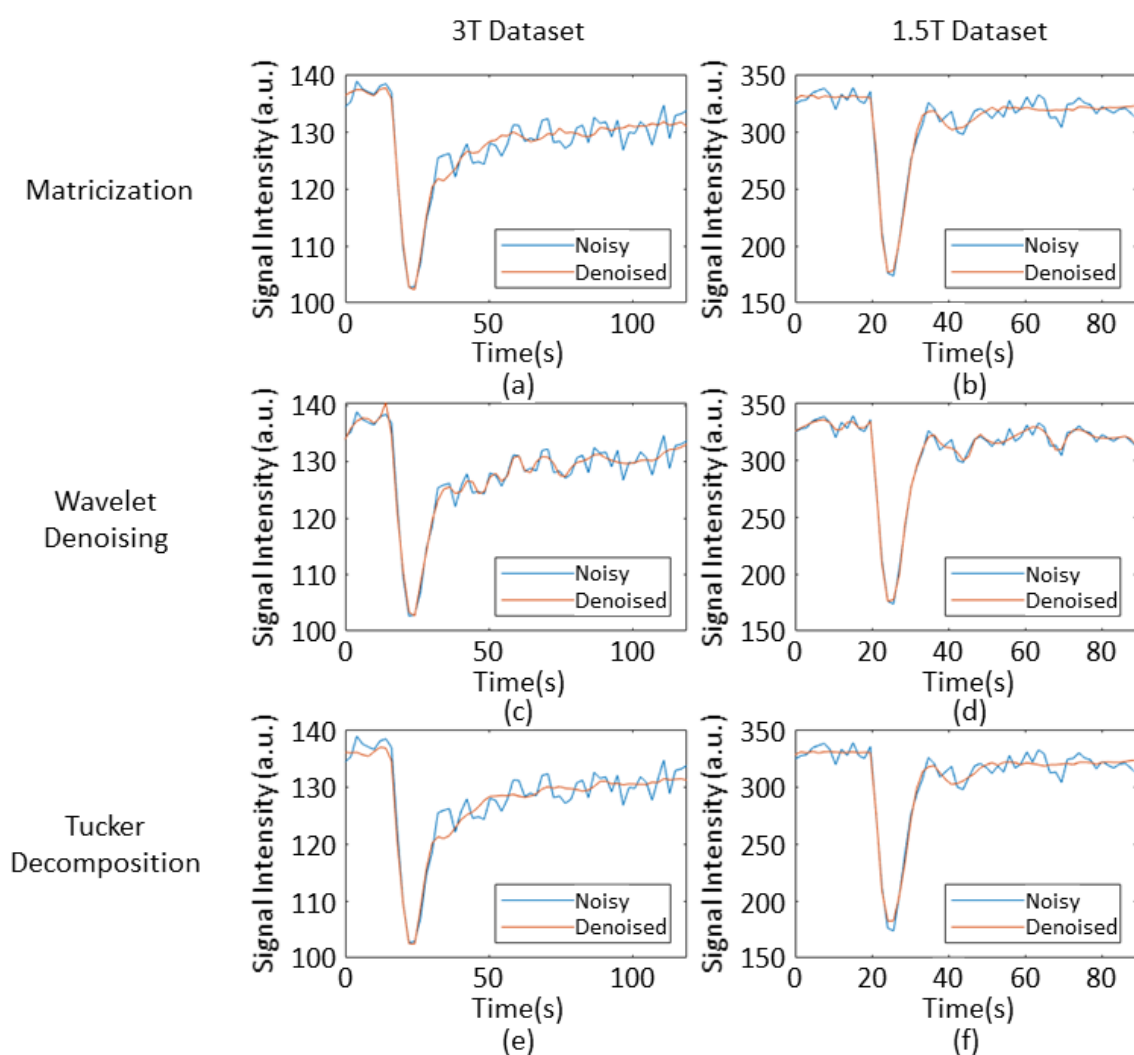 3T Dataset
1.5T Dataset
Matricization
Signal Intensity (a.u.)
140
130
120
110
100
0
50
100
Noisy
Denoised
Time(s)
(a)
Signal Intensity (a.u.)
350
300
250
200
150
0
20
40
60
80
Noisy
Denoised
Time(s)
(b)
Wavelet
Denoising
Signal Intensity (a.u.)
140
130
120
110
100
0
50
100
Noisy
Denoised
Time(s)
(c)
Signal Intensity (a.u.)
350
300
250
200
150
0
20
40
60
80
Noisy
Denoised
Time(s)
(d)
Tucker
Decomposition
Signal Intensity (a.u.)
140
130
120
110
100
0
50
100
Noisy
Denoised
Time(s)
(e)
Signal Intensity (a.u.)
350
300
250
200
150
0
20
40
60
80
Noisy
Denoised
Time(s)
(f)